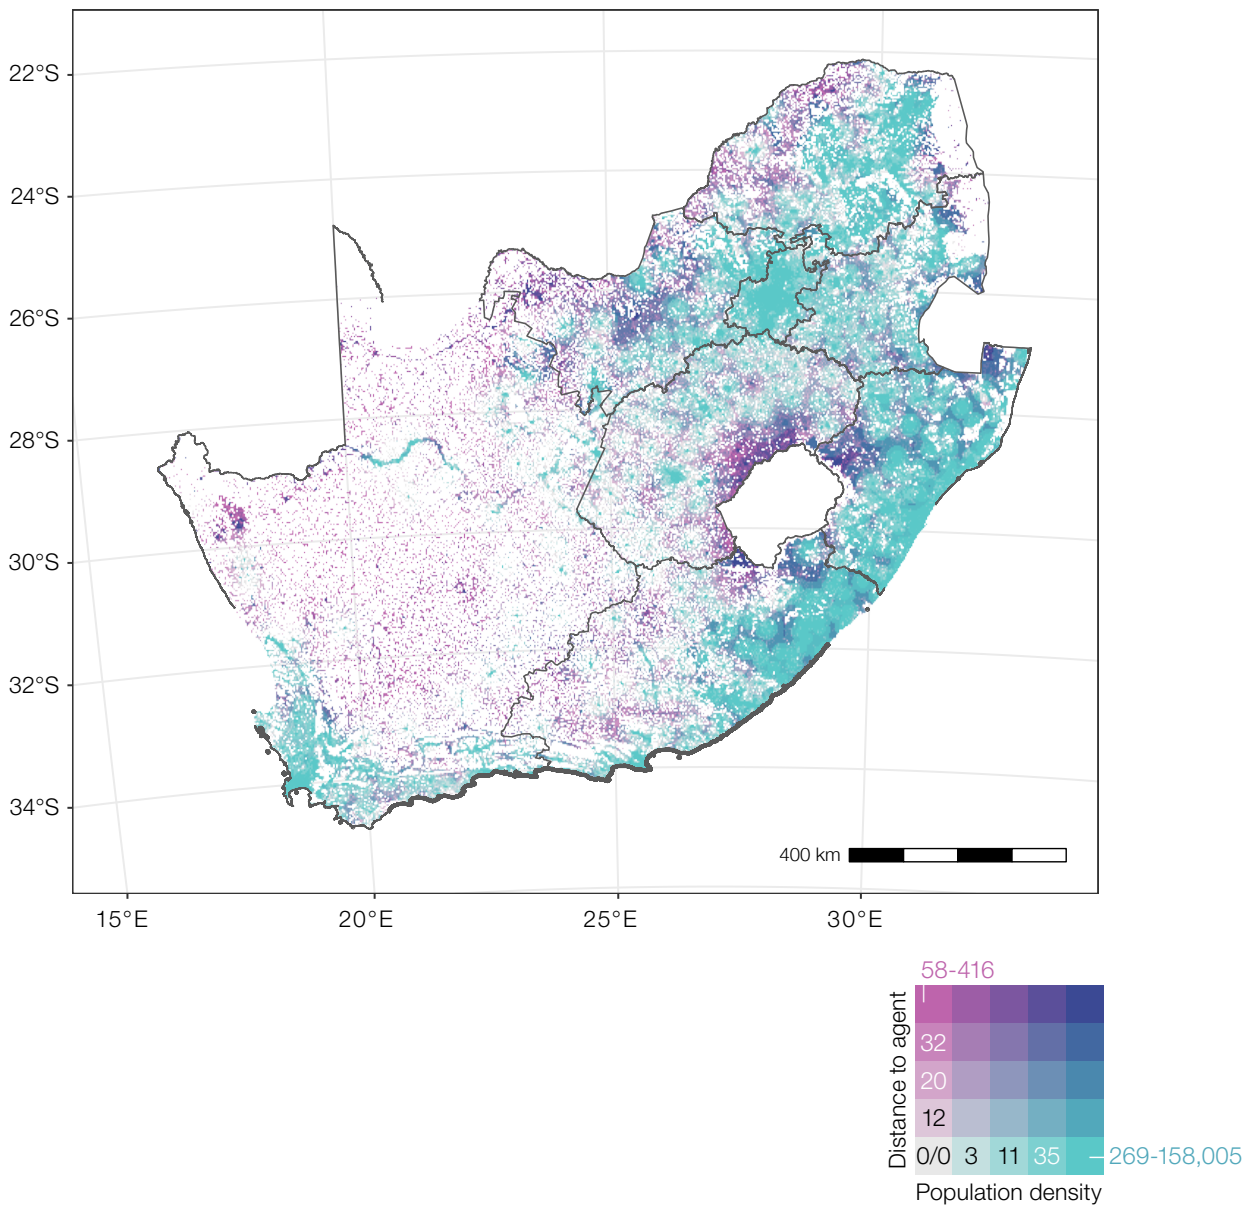 22°S
24°S
26°S
28°S
30°S
32°S
34°S
400 km
15°E 20°E 25°E 30°E
58-416
Distance to agent
32
20
12
0/0 3 11 35 269-158,005
Population density